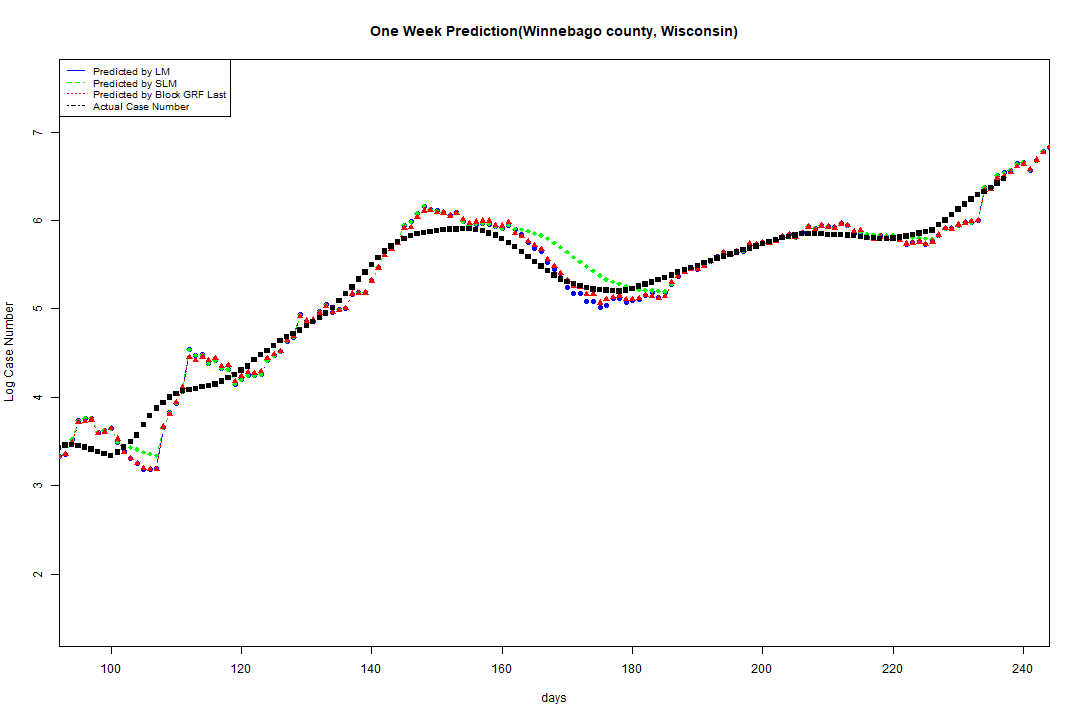 One Week Prediction(Winnebago county, Wisconsin)
Predicted by LM
Predicted by SLM
Predicted by Block GRF Last
Actual Case Number
Log Case Number
7
6
5
4
3
2
100 120 140 160 180 200 220 240
days